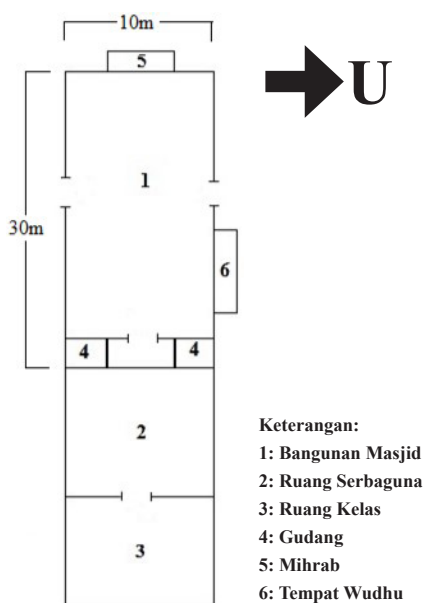 10m
5
U
1
30m
6
4
4
2
3
Keterangan:
1: Bangunan Masjid
2: Ruang Serbaguna
3: Ruang Kelas
4: Gudang
5: Mihrab
6: Tempat Wudhu